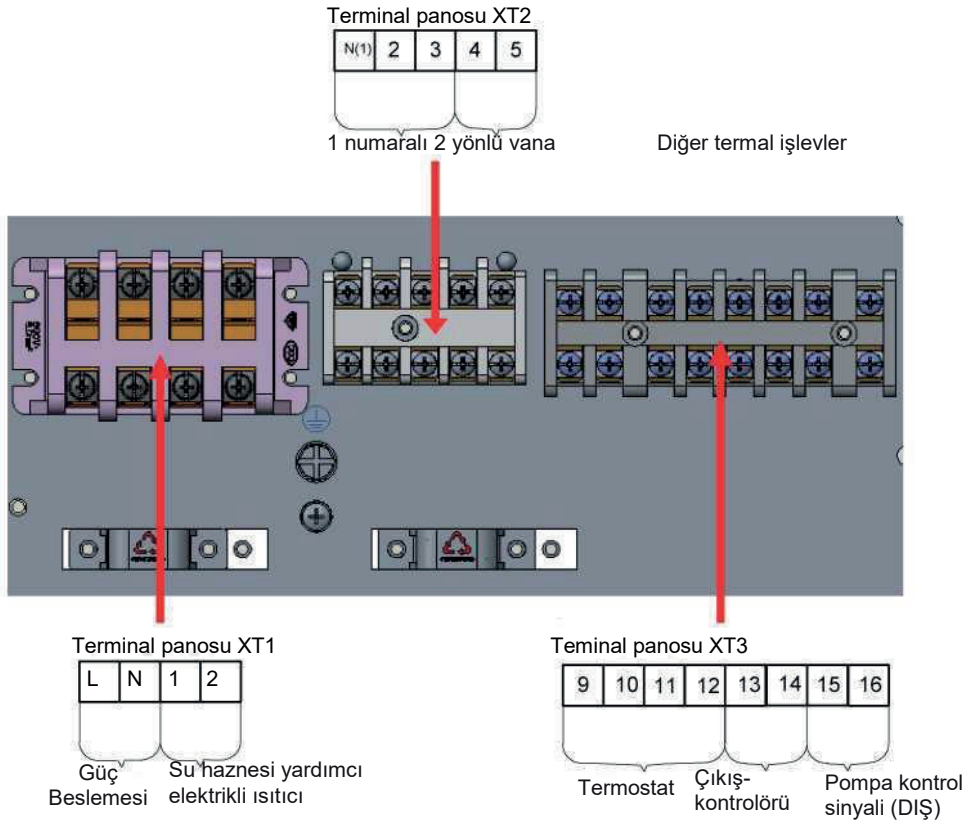 Terminal panosu XT2
N(1) 2 3 4 5
1 numaralı 2 yönlü vana
Diğer termal işlevler
Terminal panosu XT1
L N 1 2
Güç
Beslemesi
Su haznesi yardımcı
elektrikli ısıtıcı
Teminal panosu XT3
9 10 11 12 13 14 15 16
Termostat
Çıkış-
kontrolörü
Pompa kontrol
sinyali (DIŞ)